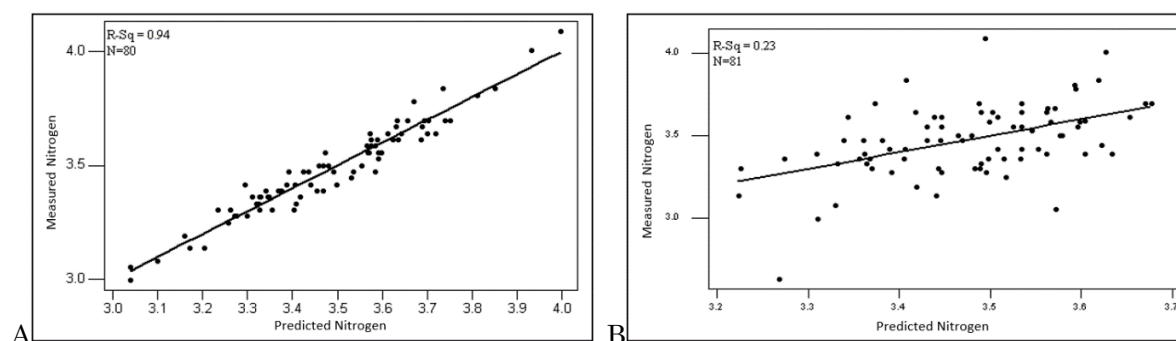 R-Sq = 0.94
N=80
4.0
3.5
3.0
Measured Nitrogen
3.0 3.1 3.2 3.3 3.4 3.5 3.6 3.7 3.8 3.9 4.0
Predicted Nitrogen
A
R-Sq = 0.23
N=81
4.0
3.5
3.0
Measured Nitrogen
3.2 3.3 3.4 3.5 3.6 3.7
Predicted Nitrogen
B